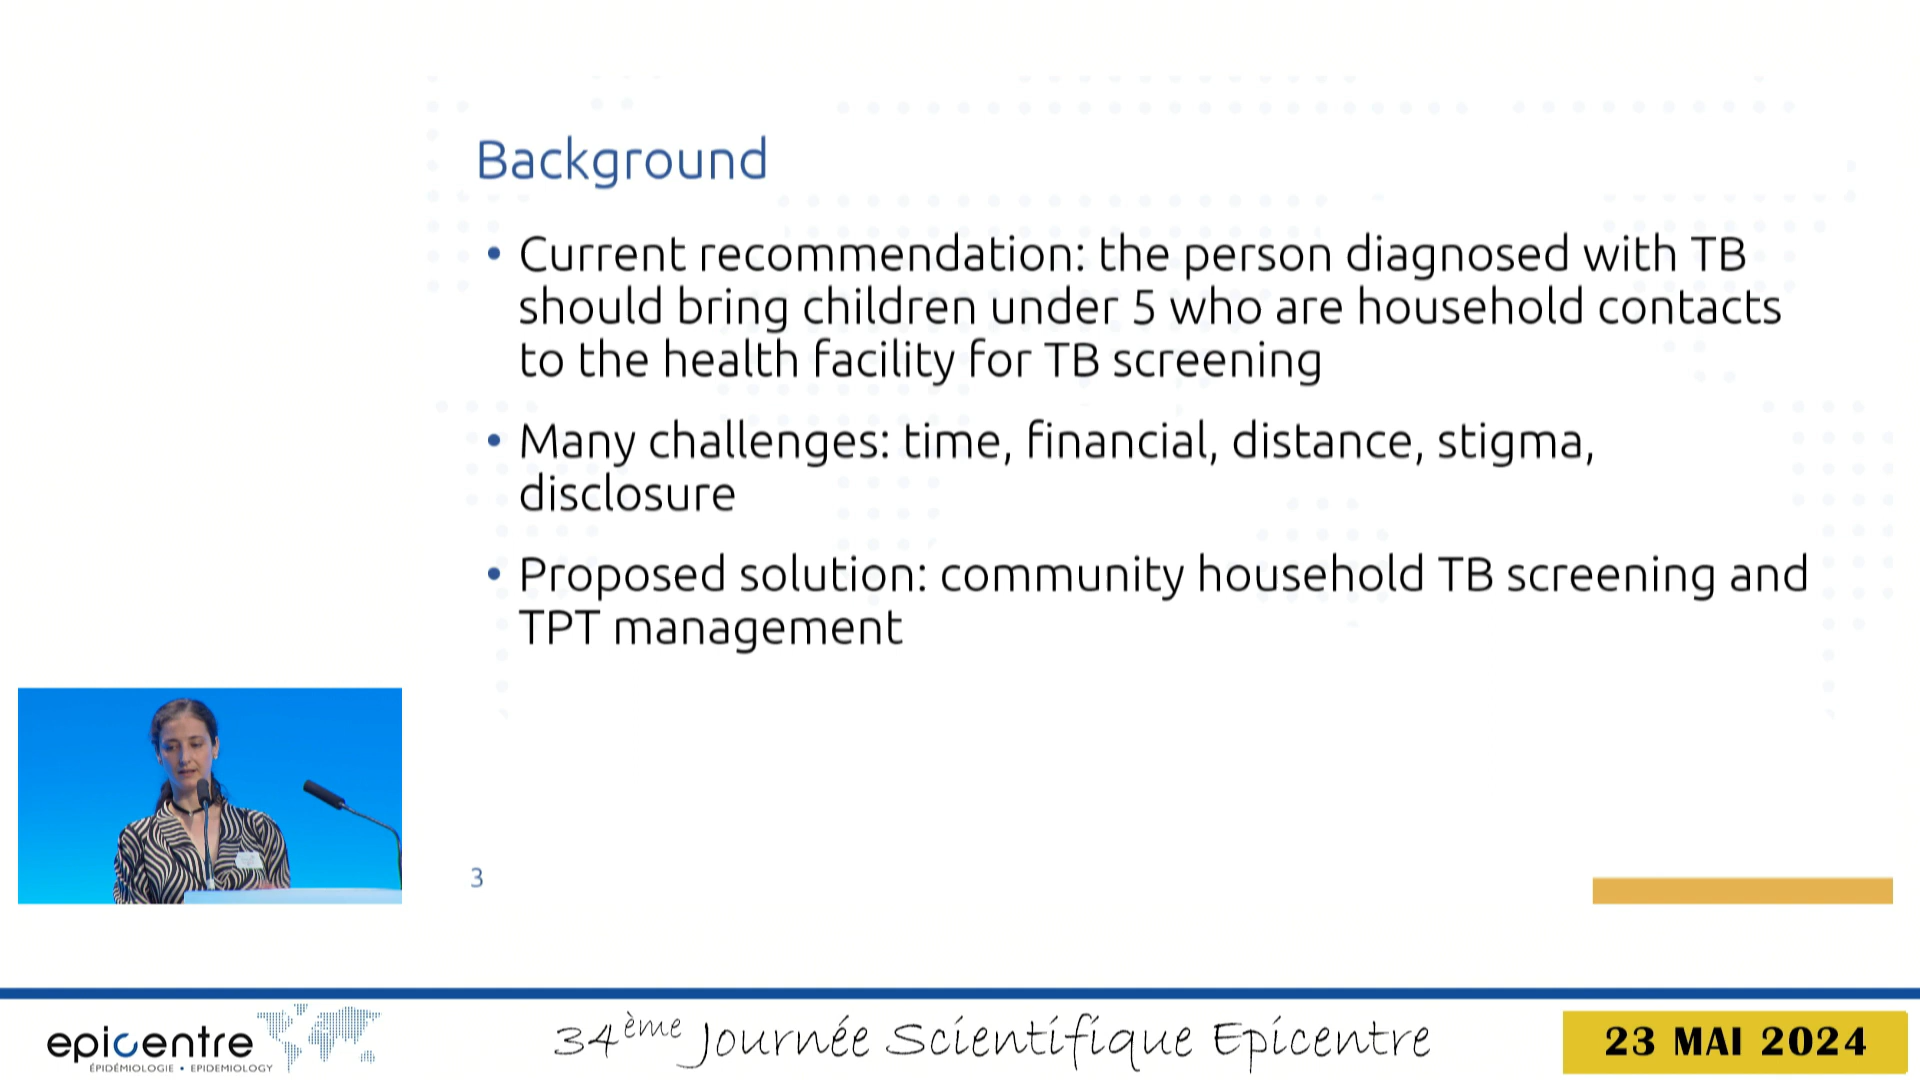 Background
• Current recommendation: the person diagnosed with TB
should bring children under 5 who are household contacts
to the health facility for TB screening
• Many challenges: time, financial, distance, stigma,
disclosure
• Proposed solution: community household TB screening and
TPT management
3
epicentre
ÉPIDÉMIOLOGIE • EPIDEMIOLOGY
34ème Journée Scientifique Epicentre
23 MAI 2024